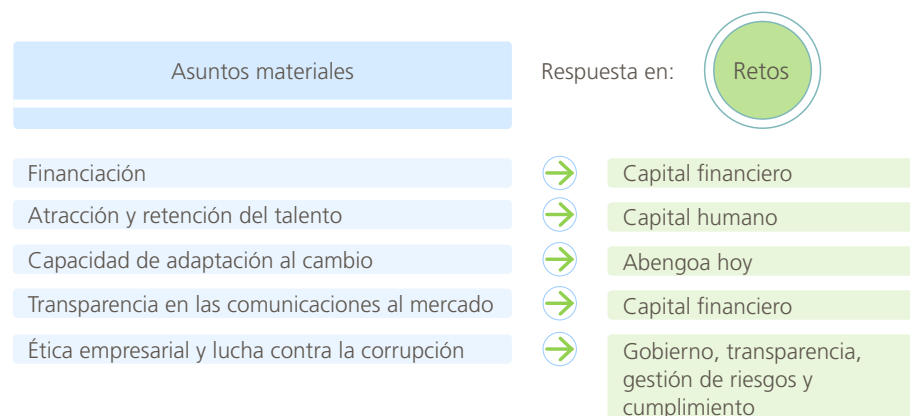 Asuntos materiales
Respuesta en:
Retos
Financiación
Capital financiero
Atracción y retención del talento
Capital humano
Capacidad de adaptación al cambio
Abengoa hoy
Transparencia en las comunicaciones al mercado
Capital financiero
Ética empresarial y lucha contra la corrupción
Gobierno, transparencia,
gestión de riesgos y
cumplimiento